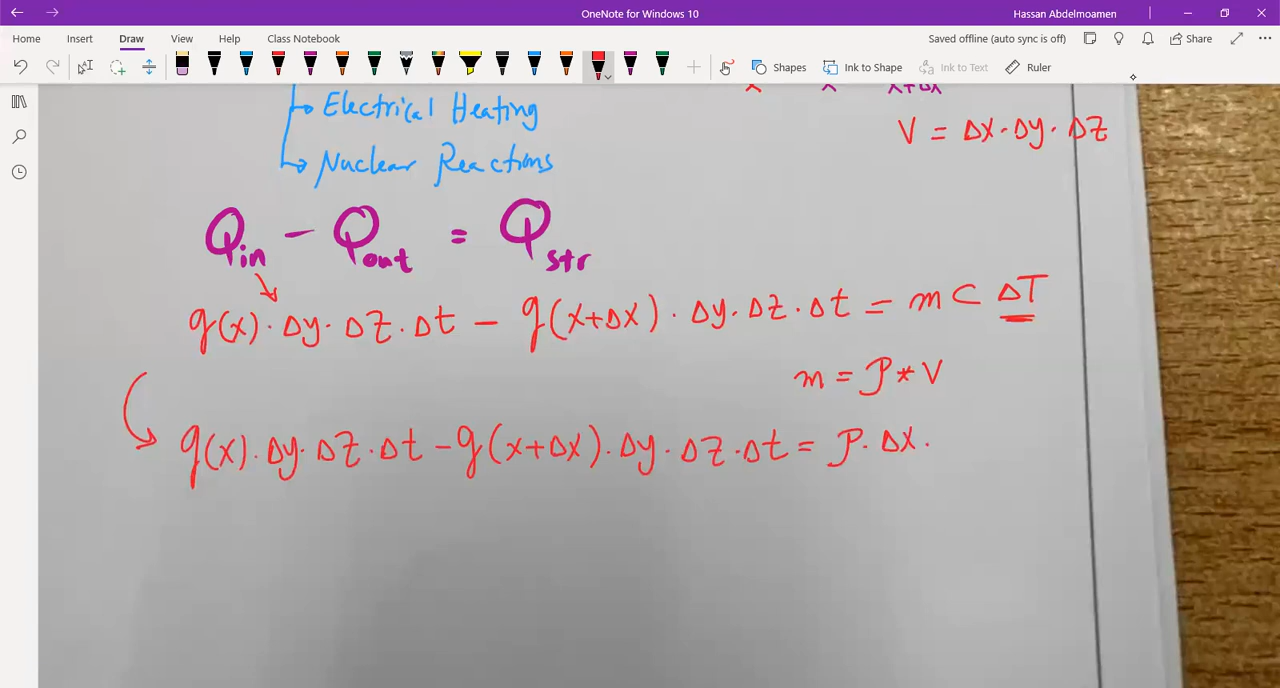 OneNote for Windows 10
Hassan Abdelmoamen
Home Insert Draw View Help Class Notebook
Saved offline (auto sync is off)
Share
Shapes Ink to Shape Ink to Text Ruler
x x x+Δx
Electrical Heating
V = Δx · Δy · Δz
Nuclear Reactions
Qin − Qout = Qstr
q(x) · Δy · Δz · Δt − q(x+Δx) · Δy · Δz · Δt = m C ΔT
m = ρ * V
q(x) · Δy · Δz · Δt − q(x+Δx) · Δy · Δz · Δt = ρ · Δx ·